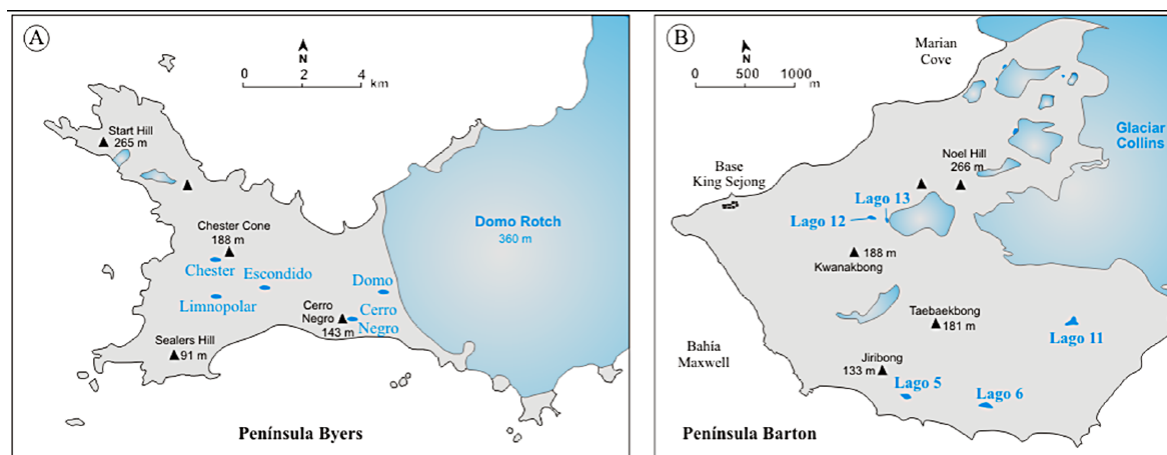 A
N
0 2 4
km
Start Hill
265 m
Chester Cone
188 m
Chester
Escondido
Limnopolar
Domo
Cerro
Negro
143 m
Cerro
Negro
Sealers Hill
91 m
Domo Rotch
360 m
Península Byers
B
N
0 500 1000
m
Marian
Cove
Glaciar
Collins
Noel Hill
266 m
Base
King Sejong
Lago 13
Lago 12
188 m
Kwanakbong
Taebaekbong
181 m
Lago 11
Bahia
Maxwell
Jiribong
133 m
Lago 5
Lago 6
Península Barton